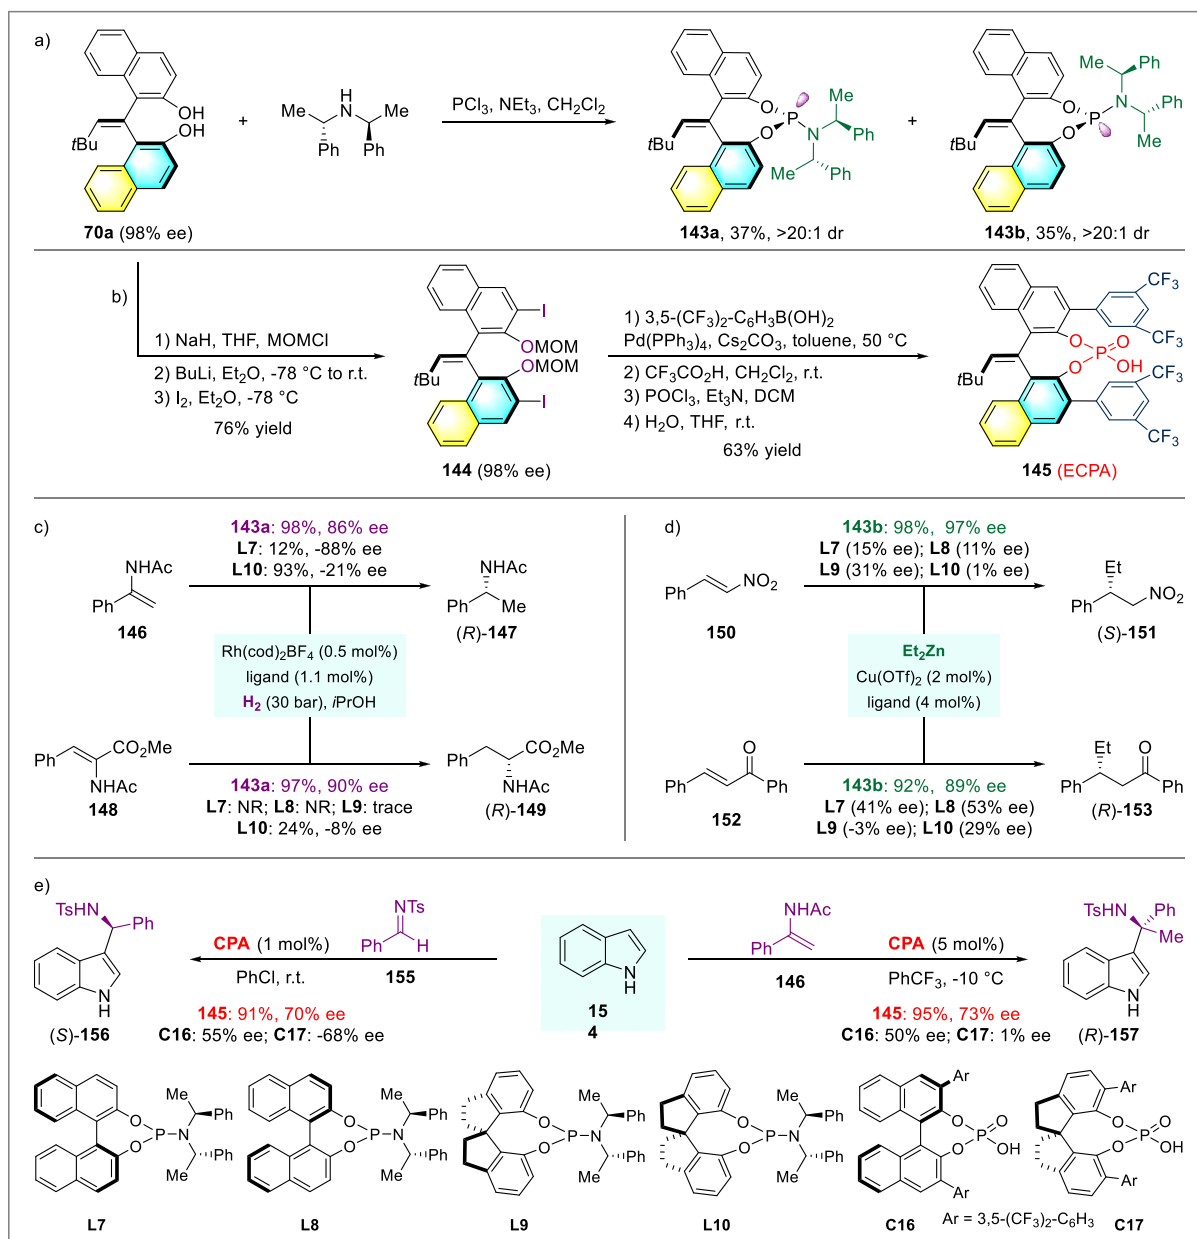 a)
OH
OH
tBu
70a (98% ee)
+
H
Me N Me
Ph Ph
PCl3, NEt3, CH2Cl2
O
O P
N
Me
Ph
Me Ph
tBu
143a, 37%, >20:1 dr
+
Me Ph
O
O P N
Ph
Me
tBu
143b, 35%, >20:1 dr
b)
1) NaH, THF, MOMCl
2) BuLi, Et2O, -78 °C to r.t.
3) I2, Et2O, -78 °C
76% yield
I
OMOM
OMOM
tBu
I
144 (98% ee)
1) 3,5-(CF3)2-C6H3B(OH)2
Pd(PPh3)4, Cs2CO3, toluene, 50 °C
2) CF3CO2H, CH2Cl2, r.t.
3) POCl3, Et3N, DCM
4) H2O, THF, r.t.
63% yield
CF3
CF3
O O
P
O OH
tBu
CF3
CF3
145 (ECPA)
c)
143a: 98%, 86% ee
L7: 12%, -88% ee
L10: 93%, -21% ee
NHAc
Ph
146
NHAc
Ph Me
(R)-147
Rh(cod)2BF4 (0.5 mol%)
ligand (1.1 mol%)
H2 (30 bar), iPrOH
Ph CO2Me
NHAc
148
Ph CO2Me
NHAc
(R)-149
143a: 97%, 90% ee
L7: NR; L8: NR; L9: trace
L10: 24%, -8% ee
d)
143b: 98%, 97% ee
L7 (15% ee); L8 (11% ee)
L9 (31% ee); L10 (1% ee)
Ph NO2
150
Et
Ph NO2
(S)-151
Et2Zn
Cu(OTf)2 (2 mol%)
ligand (4 mol%)
O
Ph Ph
152
Et O
Ph Ph
(R)-153
143b: 92%, 89% ee
L7 (41% ee); L8 (53% ee)
L9 (-3% ee); L10 (29% ee)
e)
TsHN
Ph
N
H
(S)-156
CPA (1 mol%)
PhCl, r.t.
NTs
Ph H
155
145: 91%, 70% ee
C16: 55% ee; C17: -68% ee
N
H
15
4
NHAc
Ph
146
CPA (5 mol%)
PhCF3, -10 °C
145: 95%, 73% ee
C16: 50% ee; C17: 1% ee
TsHN Ph
Me
N
H
(R)-157
Me Ph
O
P N
O
Ph
Me
L7
Me Ph
O
P N
O
Ph
Me
L8
Me Ph
O
P N
O
Ph
Me
L9
Me Ph
O
P N
O
Ph
Me
L10
Ar
O O
P
O OH
Ar
C16
Ar = 3,5-(CF3)2-C6H3
Ar
O O
P
O OH
Ar
C17